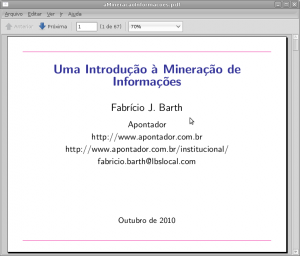 aMineracaoInformacoes.pdf
Arquivo Editar Ver Ir Ajuda
Anterior Próxima 1 (1 de 67) 70%
Uma Introdução à Mineração de
Informações
Fabrício J. Barth
Apontador
http://www.apontador.com.br
http://www.apontador.com.br/institucional/
fabricio.barth@lbslocal.com
Outubro de 2010